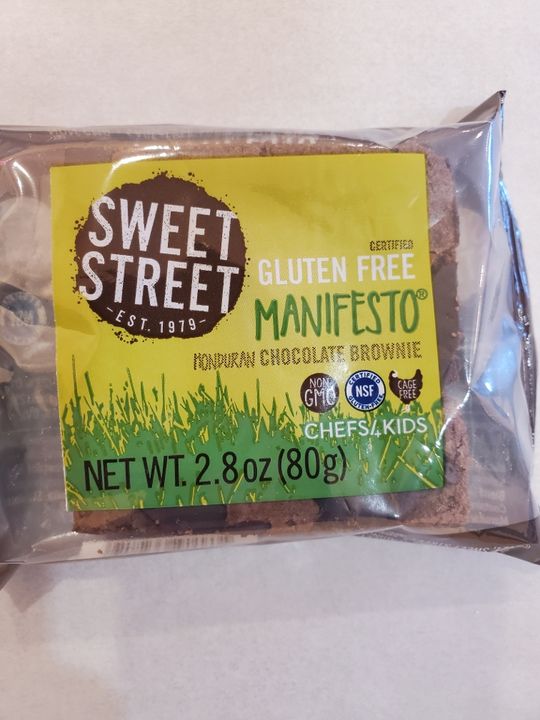 SWEET
STREET
-EST. 1979-
CERTIFIED
GLUTEN FREE
MANIFESTO®
HONDURAN CHOCOLATE BROWNIE
NON
GMO
CERTIFIED
NSF
GLUTEN-FREE
CAGE
FREE
CHEFS4KIDS
NET WT. 2.8 oz (80g)